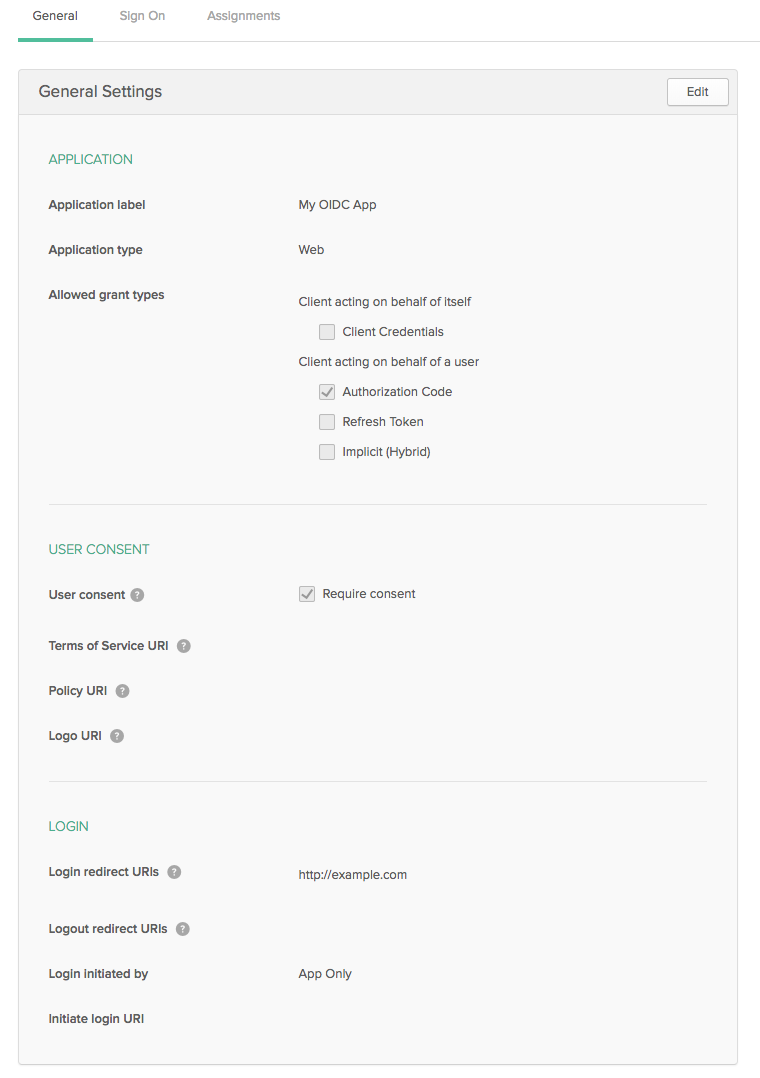 General Sign On Assignments
General Settings Edit
APPLICATION
Application label My OIDC App
Application type Web
Allowed grant types
Client acting on behalf of itself
Client Credentials
Client acting on behalf of a user
Authorization Code
Refresh Token
Implicit (Hybrid)
USER CONSENT
User consent ? Require consent
Terms of Service URI ?
Policy URI ?
Logo URI ?
LOGIN
Login redirect URIs ? http://example.com
Logout redirect URIs ?
Login initiated by App Only
Initiate login URI